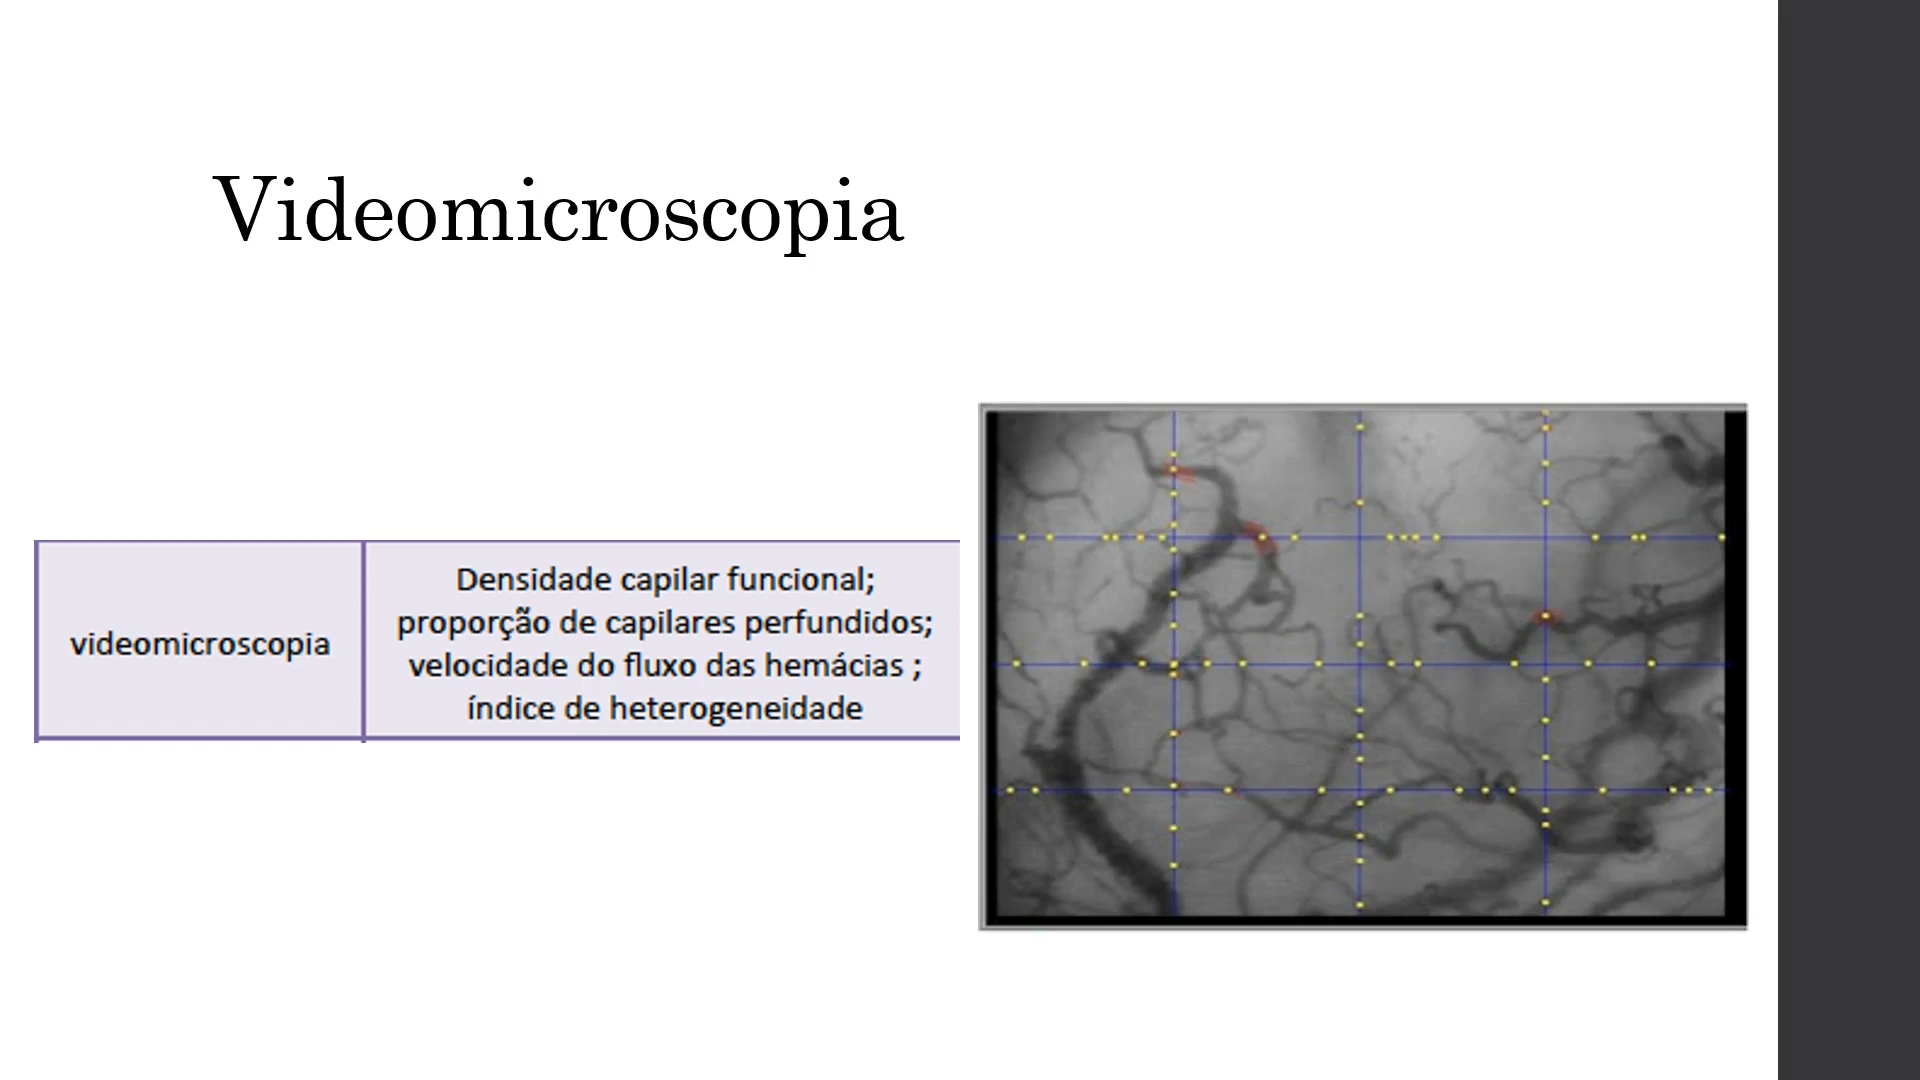 Videomicroscopia
videomicroscopia
Densidade capilar funcional;
proporção de capilares perfundidos;
velocidade do fluxo das hemácias ;
índice de heterogeneidade